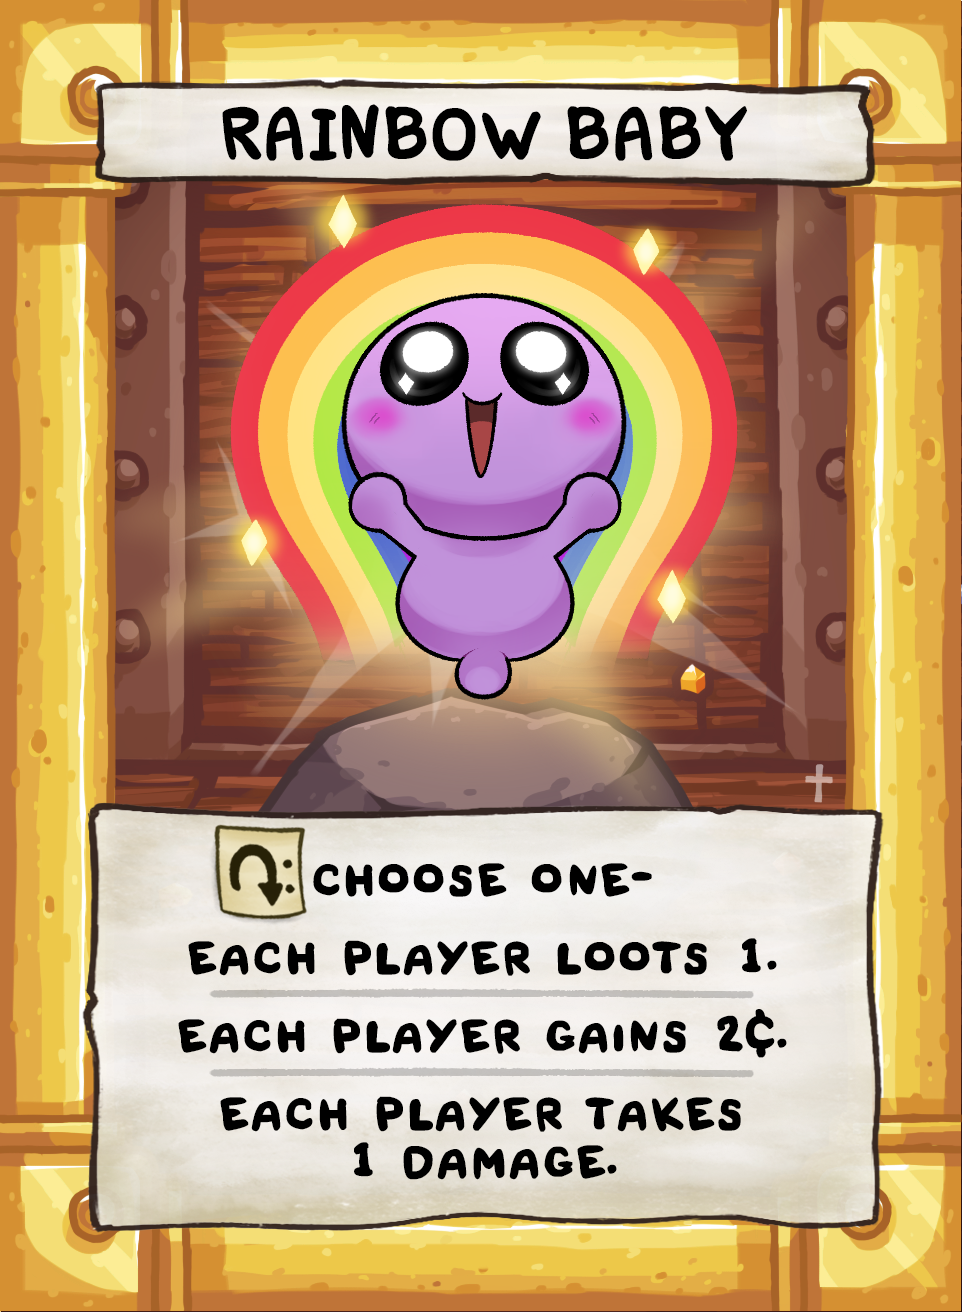 RAINBOW BABY
: CHOOSE ONE-
EACH PLAYER LOOTS 1.
EACH PLAYER GAINS 2¢.
EACH PLAYER TAKES
1 DAMAGE.